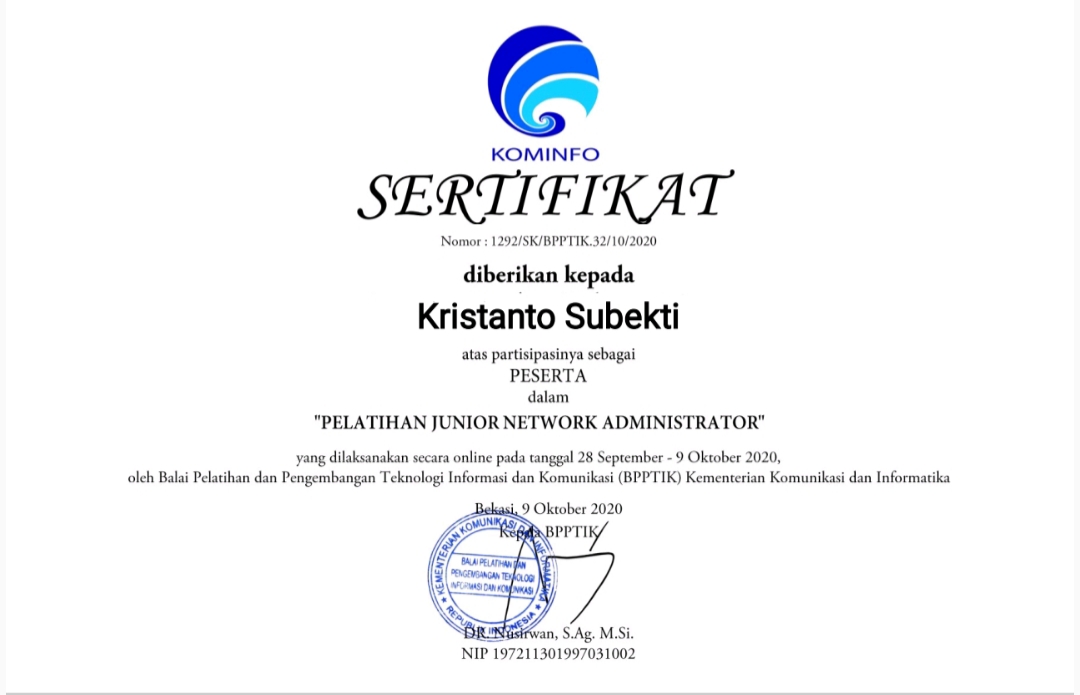 KOMINFO
SERTIFIKAT
Nomor : 1292/SK/BPPTIK.32/10/2020
diberikan kepada
Kristanto Subekti
atas partisipasinya sebagai
PESERTA
dalam
"PELATIHAN JUNIOR NETWORK ADMINISTRATOR"
yang dilaksanakan secara online pada tanggal 28 September - 9 Oktober 2020,
oleh Balai Pelatihan dan Pengembangan Teknologi Informasi dan Komunikasi (BPPTIK) Kementerian Komunikasi dan Informatika
Bekasi, 9 Oktober 2020
Kepala BPPTIK
KEMENTERIAN KOMUNIKASI DAN INFORMATIKA
BALAI PELATIHAN DAN
PENGEMBANGAN TEKNOLOGI
INFORMASI DAN KOMUNIKASI
★ REPUBLIK INDONESIA ★
DR. Nusirwan, S.Ag. M.Si.
NIP 197211301997031002